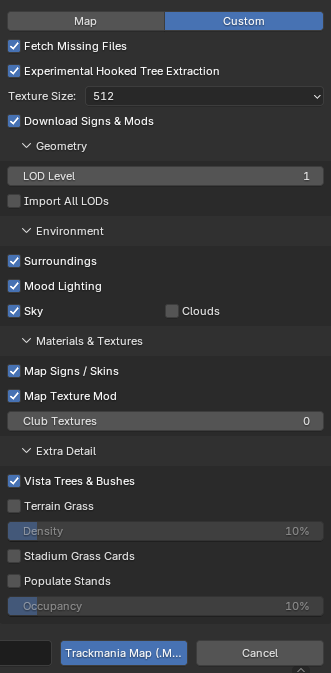 Map Custom
Fetch Missing Files
Experimental Hooked Tree Extraction
Texture Size: 512
Download Signs & Mods
Geometry
LOD Level 1
Import All LODs
Environment
Surroundings
Mood Lighting
Sky Clouds
Materials & Textures
Map Signs / Skins
Map Texture Mod
Club Textures 0
Extra Detail
Vista Trees & Bushes
Terrain Grass
Density 10%
Stadium Grass Cards
Populate Stands
Occupancy 10%
Trackmania Map (.M... Cancel